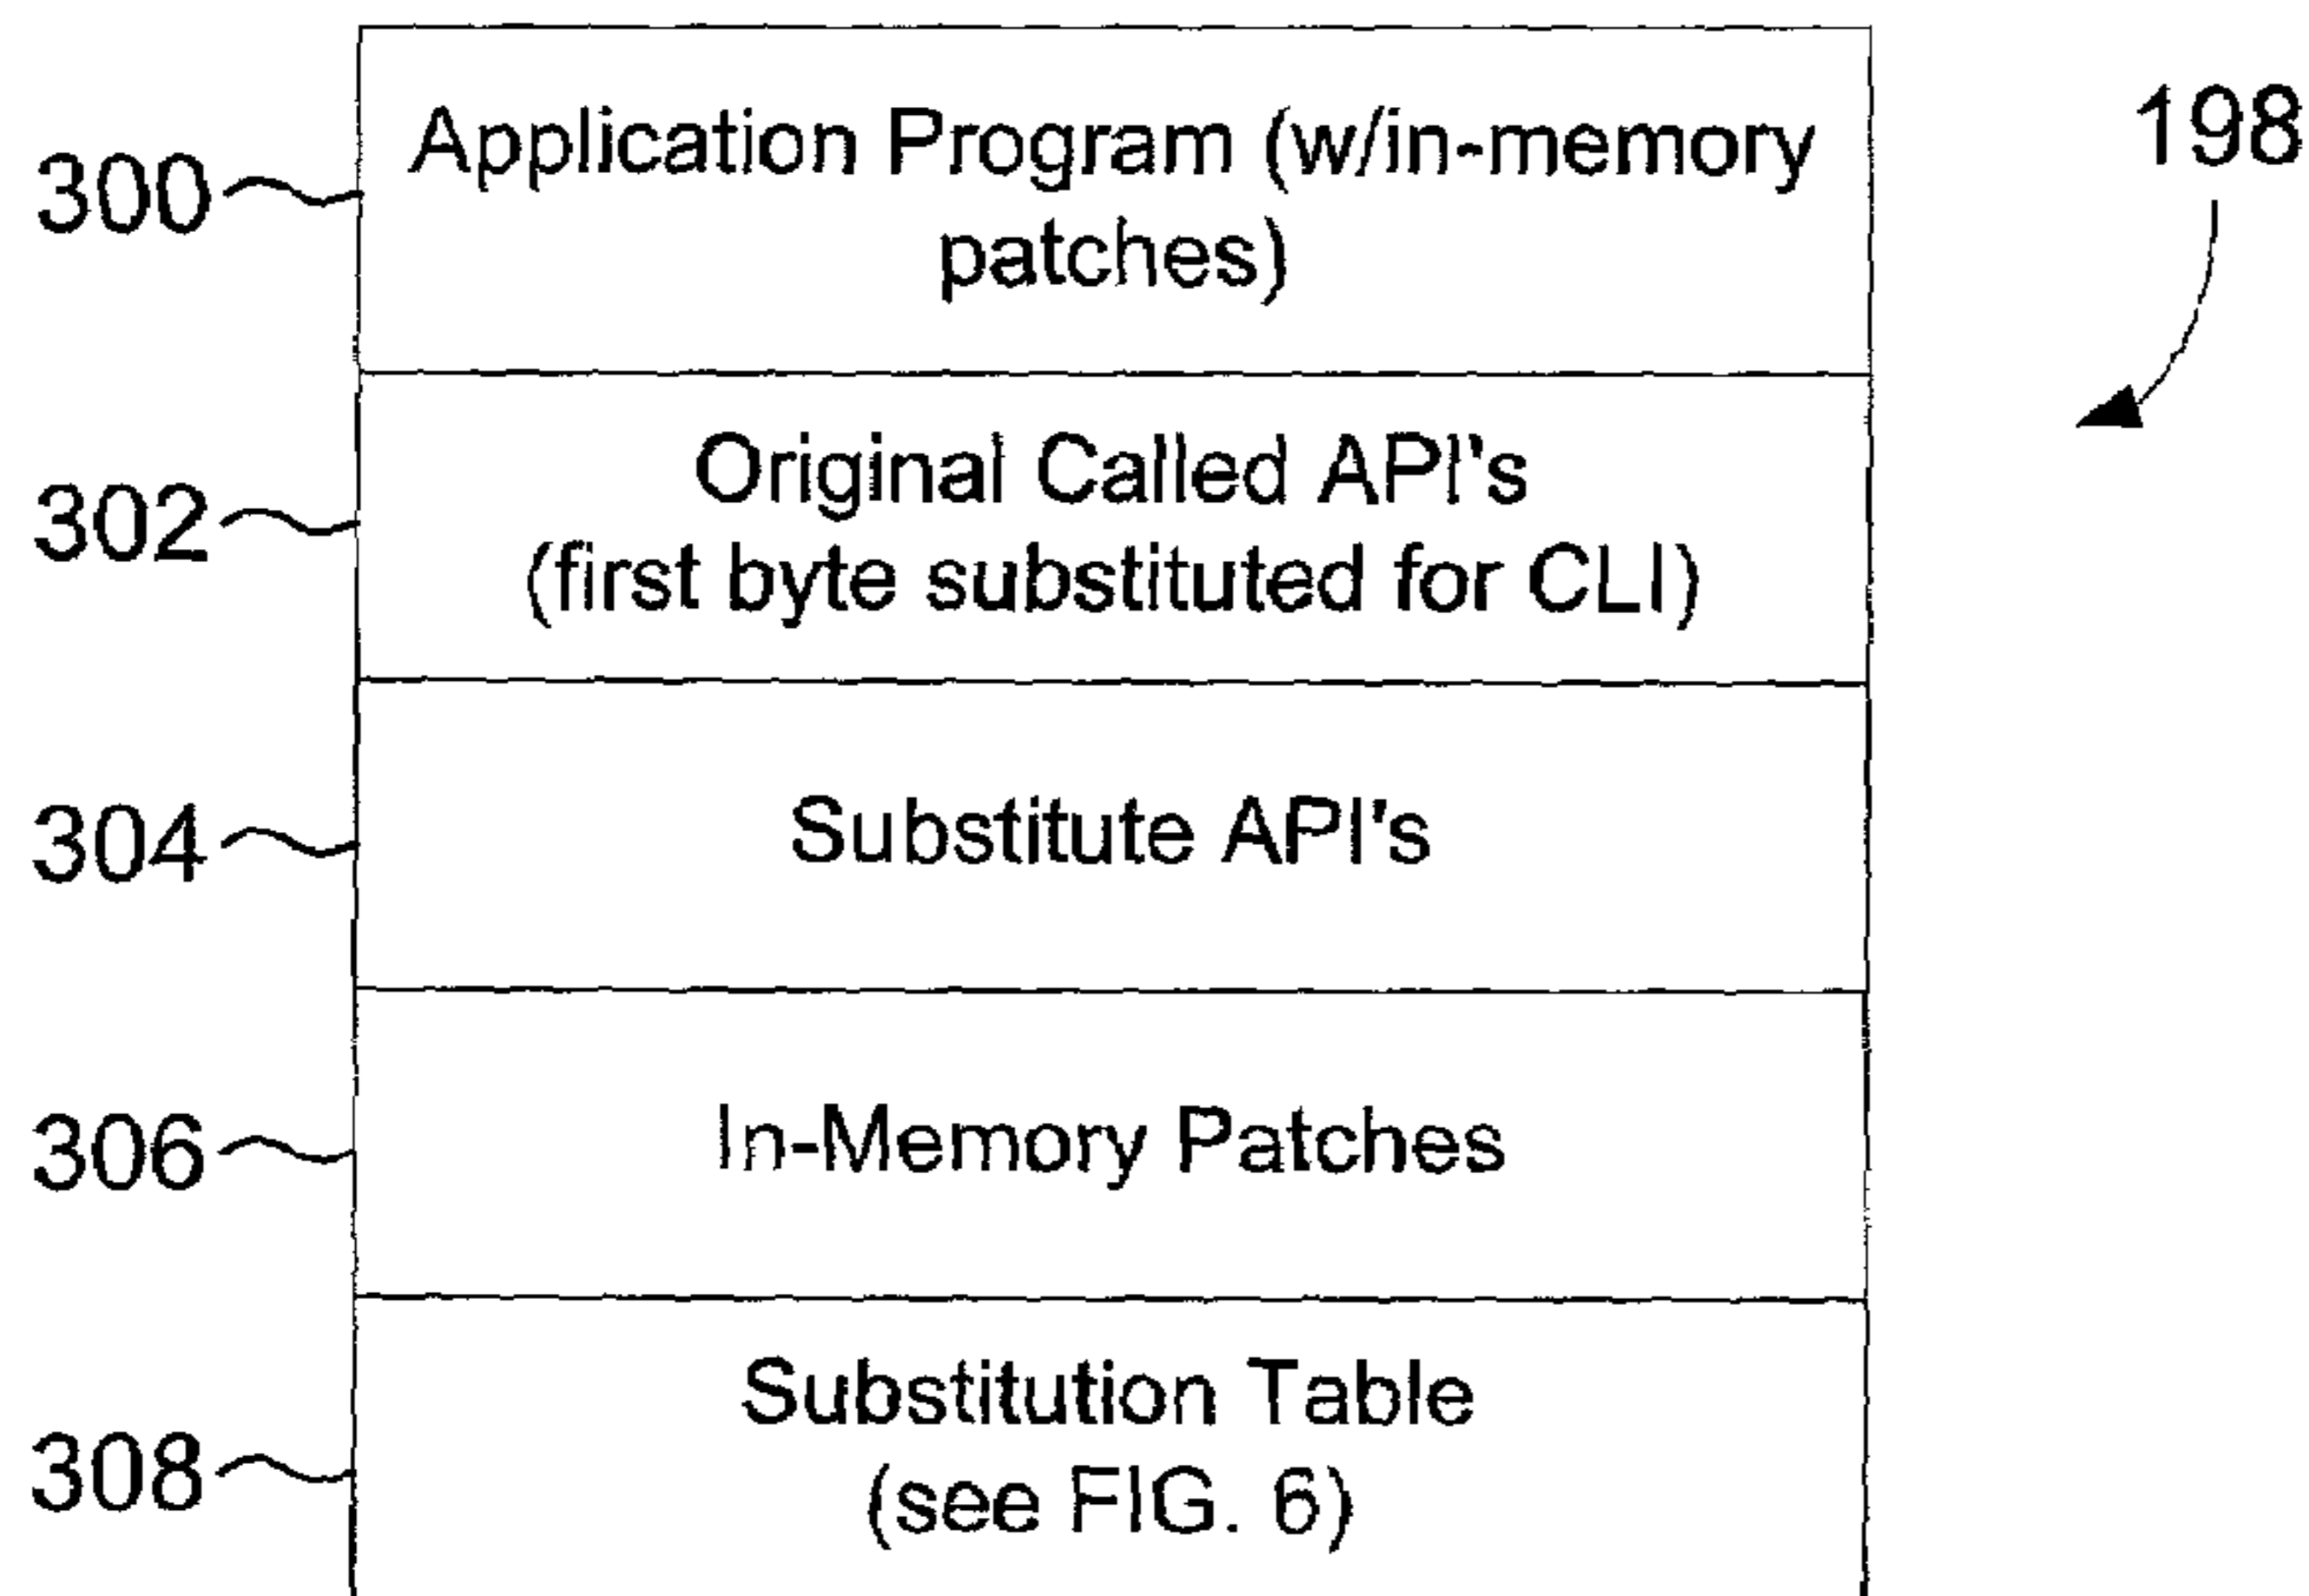 198
300
Application Program (w/in-memory
patches)
302
Original Called API's
(first byte substituted for CLI)
304
Substitute API's
306
In-Memory Patches
308
Substitution Table
(see FIG. 6)